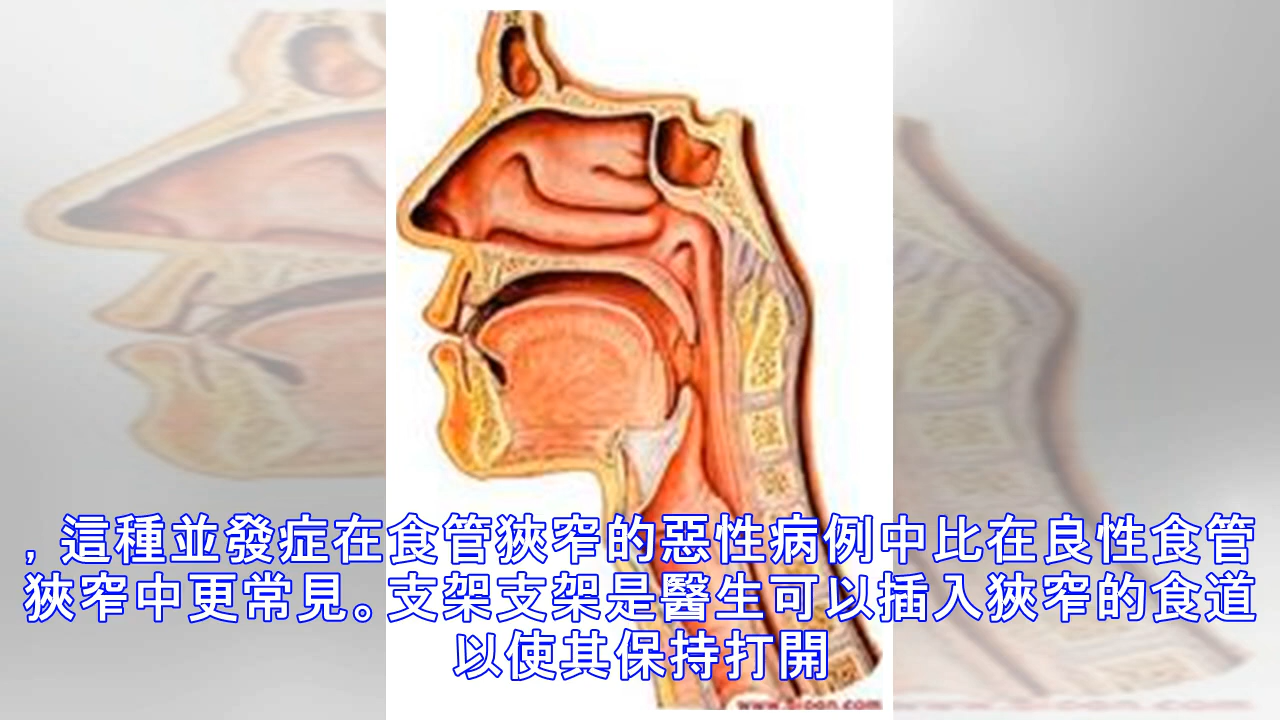 ，這種並發症在食管狹窄的惡性病例中比在良性食管
狹窄中更常見。支架支架是醫生可以插入狹窄的食道
以使其保持打開